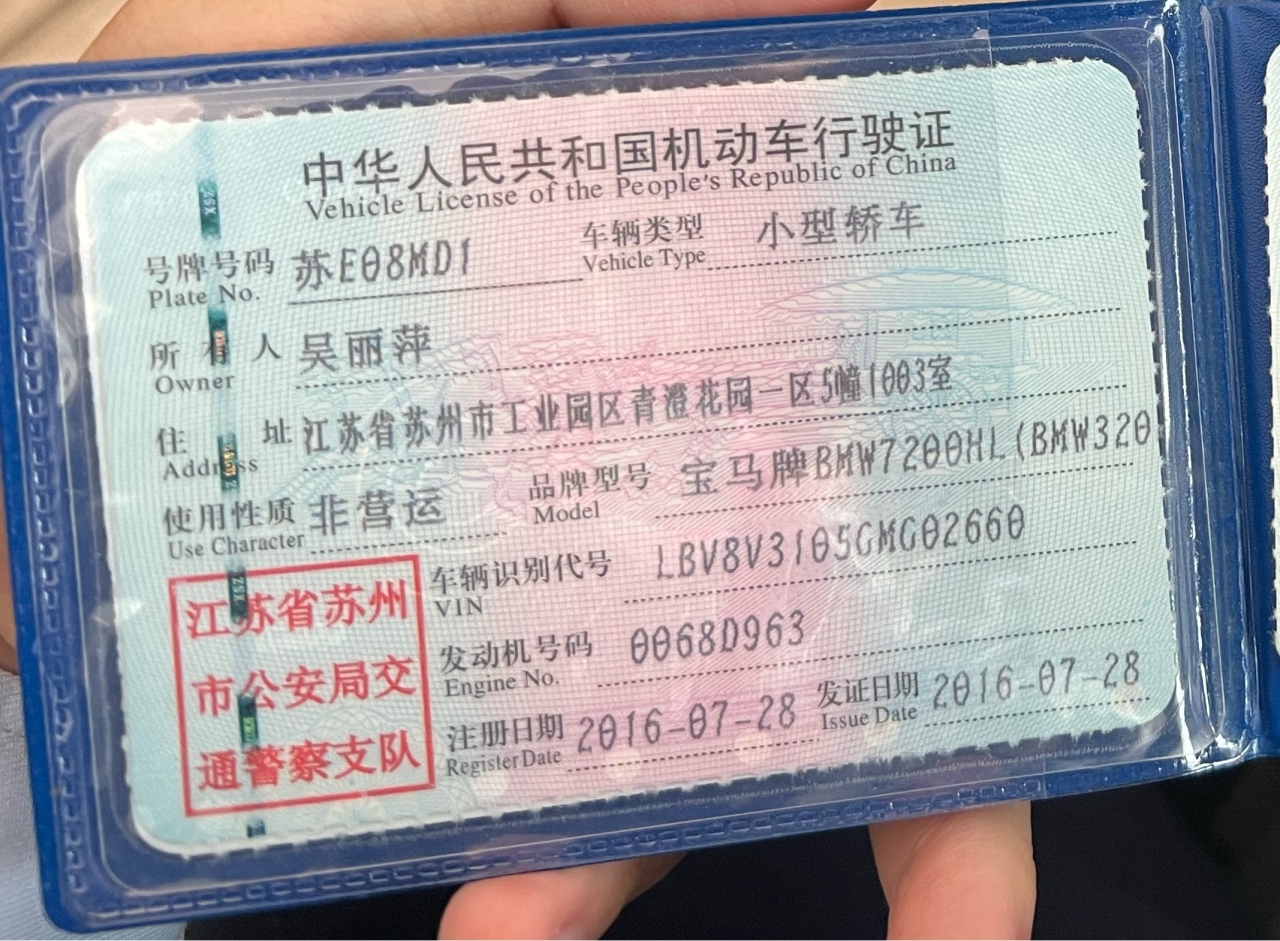 中华人民共和国机动车行驶证
Vehicle License of the People's Republic of China
号牌号码 苏E08MD1 车辆类型 小型轿车
Plate No. Vehicle Type
所有人 吴丽萍
Owner
住址 江苏省苏州市工业园区青澄花园一区5幢1003室
Address
使用性质 非营运 品牌型号 宝马牌BMW7200HL(BMW320
Use Character Model
车辆识别代号 LBV8V3105GMG02660
VIN
发动机号码 0068D963
Engine No.
注册日期 2016-07-28 发证日期 2016-07-28
Register Date Issue Date
江苏省苏州
市公安局交
通警察支队